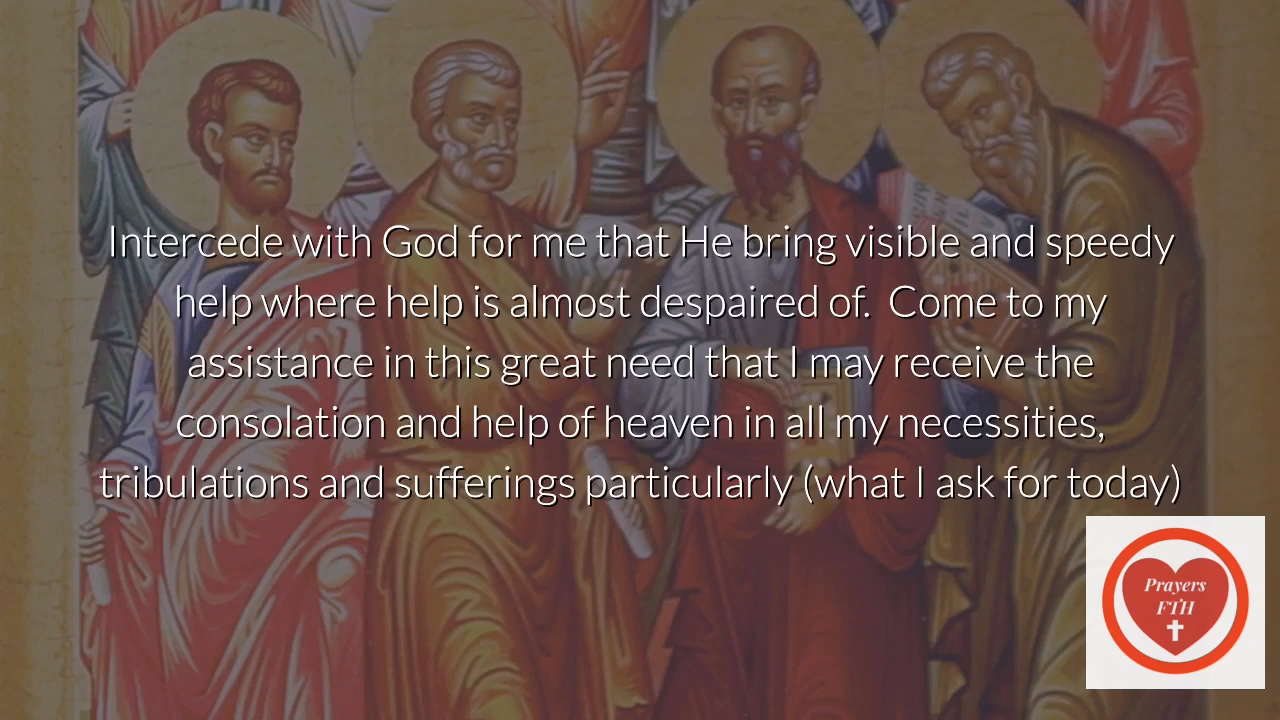 Intercede with God for me that He bring visible and speedy
help where help is almost despaired of.  Come to my
assistance in this great need that I may receive the
consolation and help of heaven in all my necessities,
tribulations and sufferings particularly (what I ask for today)
Prayers
FTH